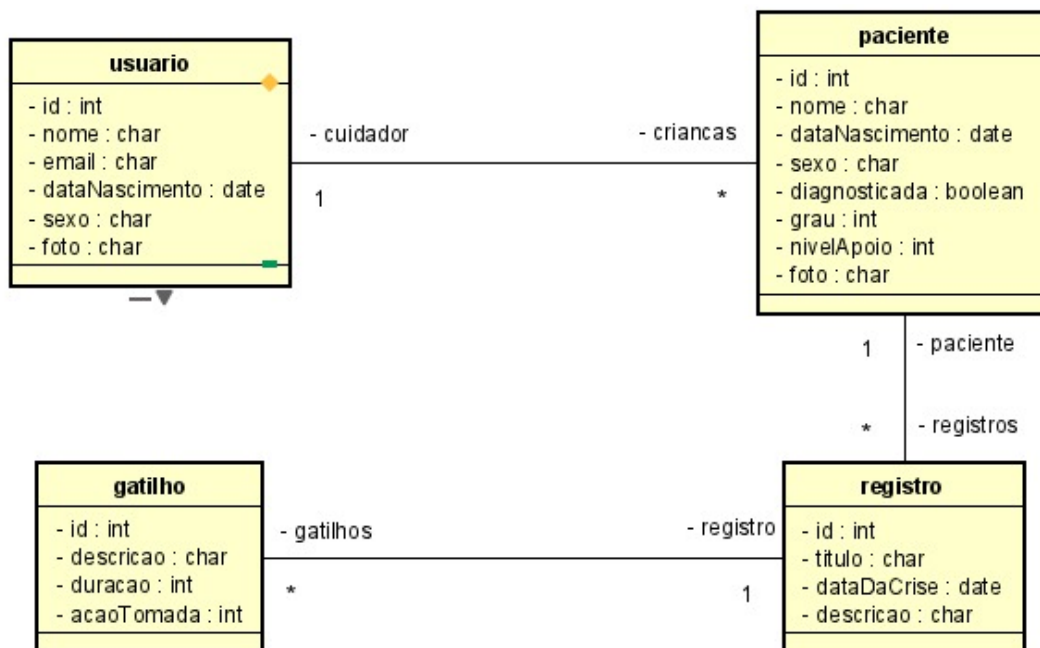 usuario
- id : int
- nome : char
- email : char
- dataNascimento : date
- sexo : char
- foto : char
- cuidador
1
- criancas
*
paciente
- id : int
- nome : char
- dataNascimento : date
- sexo : char
- diagnosticada : boolean
- grau : int
- nivelApoio : int
- foto : char
1
- paciente
*
- registros
gatilho
- id : int
- descricao : char
- duracao : int
- acaoTomada : int
- gatilhos
*
- registro
1
registro
- id : int
- titulo : char
- dataDaCrise : date
- descricao : char